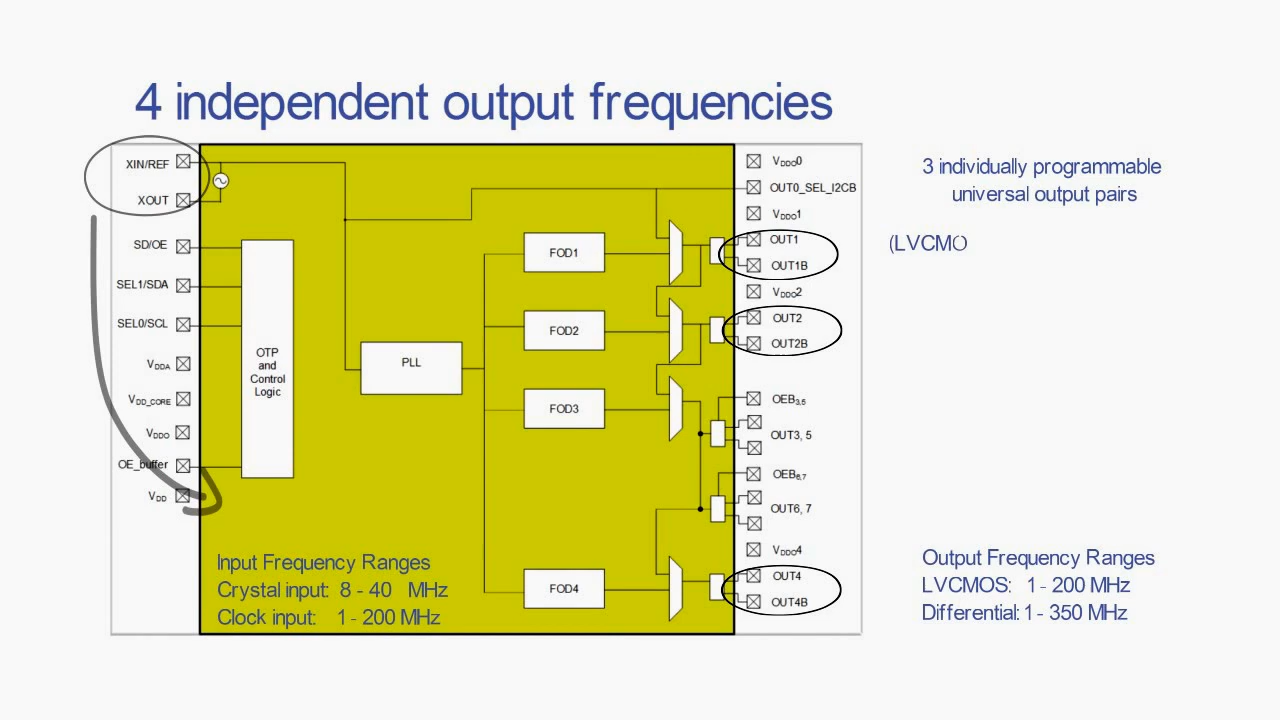 4 independent output frequencies
XIN/REF
XOUT
SD/OE
SEL1/SDA
SEL0/SCL
VDDA
VDD_CORE
VDDO
OE_buffer
VDD
OTP
and
Control
Logic
PLL
FOD1
FOD2
FOD3
FOD4
VDDO0
OUT0_SEL_I2CB
VDDO1
OUT1
OUT1B
VDDO2
OUT2
OUT2B
OEB3,5
OUT3, 5
OEB6,7
OUT6, 7
VDDO4
OUT4
OUT4B
Input Frequency Ranges
Crystal input: 8 - 40 MHz
Clock input: 1 - 200 MHz
3 individually programmable
universal output pairs
(LVCMO
Output Frequency Ranges
LVCMOS: 1 - 200 MHz
Differential: 1 - 350 MHz